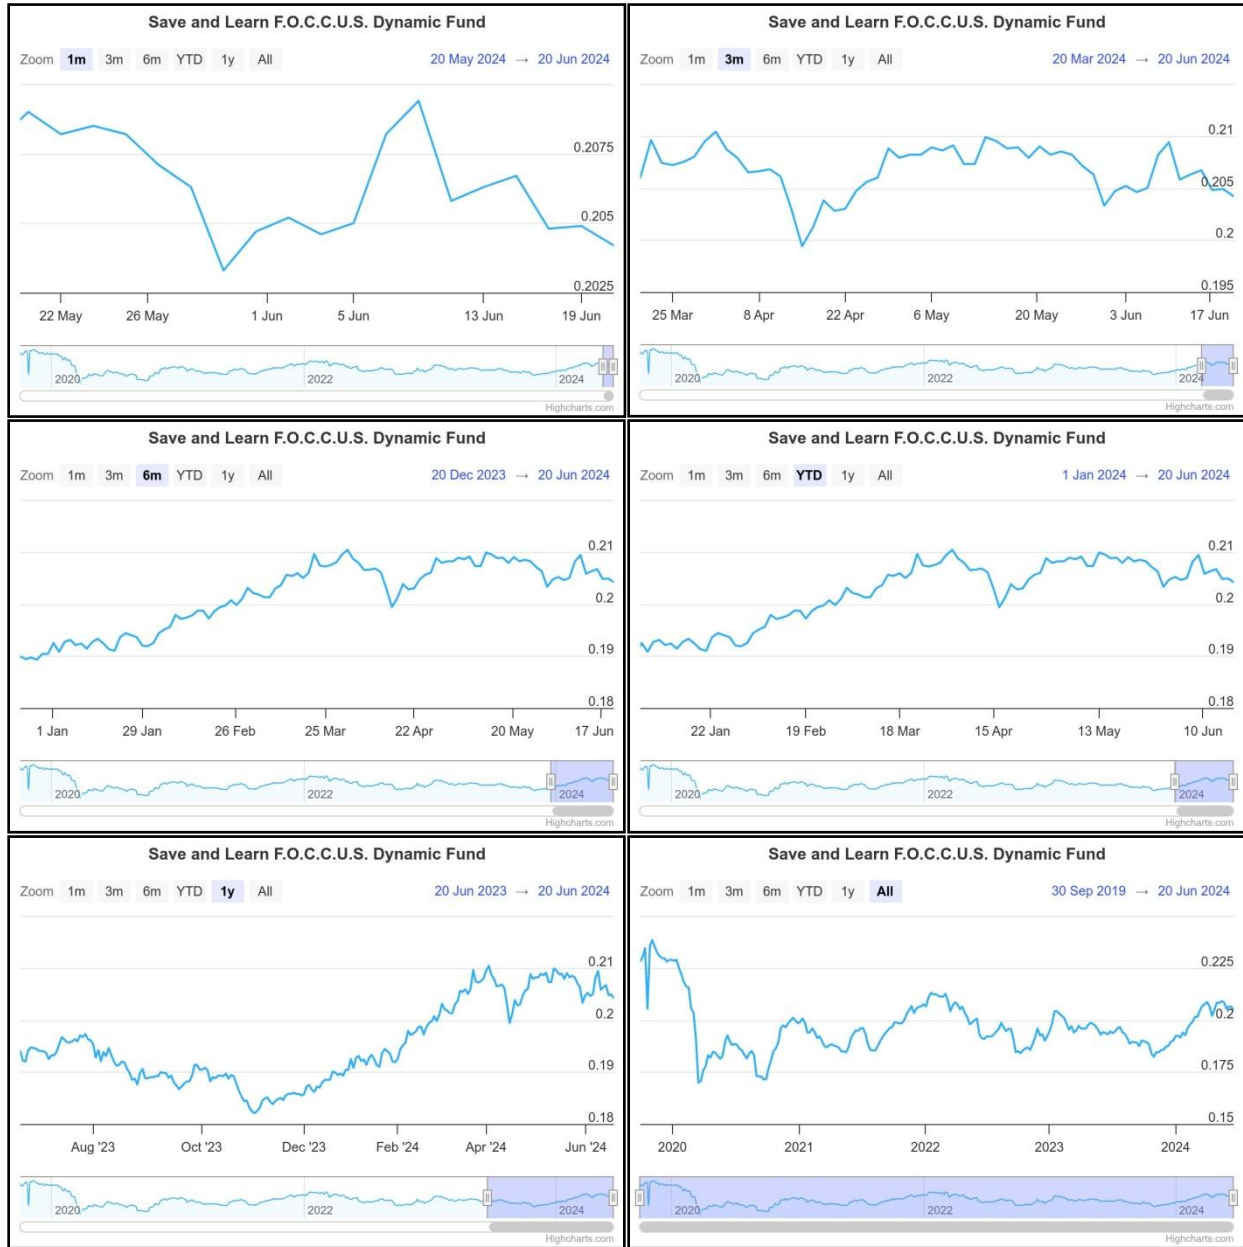 Save and Learn F.O.C.C.U.S. Dynamic Fund
Zoom 1m 3m 6m YTD 1y All 20 May 2024 → 20 Jun 2024
0.2075
0.205
0.2025
22 May 26 May 1 Jun 5 Jun 13 Jun 19 Jun
2020 2022 2024
Highcharts.com
Save and Learn F.O.C.C.U.S. Dynamic Fund
Zoom 1m 3m 6m YTD 1y All 20 Mar 2024 → 20 Jun 2024
0.21
0.205
0.2
0.195
25 Mar 8 Apr 22 Apr 6 May 20 May 3 Jun 17 Jun
2020 2022 2024
Highcharts.com
Save and Learn F.O.C.C.U.S. Dynamic Fund
Zoom 1m 3m 6m YTD 1y All 20 Dec 2023 → 20 Jun 2024
0.21
0.2
0.19
0.18
1 Jan 29 Jan 26 Feb 25 Mar 22 Apr 20 May 17 Jun
2020 2022 2024
Highcharts.com
Save and Learn F.O.C.C.U.S. Dynamic Fund
Zoom 1m 3m 6m YTD 1y All 1 Jan 2024 → 20 Jun 2024
0.21
0.2
0.19
0.18
22 Jan 19 Feb 18 Mar 15 Apr 13 May 10 Jun
2020 2022 2024
Highcharts.com
Save and Learn F.O.C.C.U.S. Dynamic Fund
Zoom 1m 3m 6m YTD 1y All 20 Jun 2023 → 20 Jun 2024
0.21
0.2
0.19
0.18
Aug '23 Oct '23 Dec '23 Feb '24 Apr '24 Jun '24
2020 2022 2024
Highcharts.com
Save and Learn F.O.C.C.U.S. Dynamic Fund
Zoom 1m 3m 6m YTD 1y All 30 Sep 2019 → 20 Jun 2024
0.225
0.2
0.175
0.15
2020 2021 2022 2023 2024
2020 2022 2024
Highcharts.com